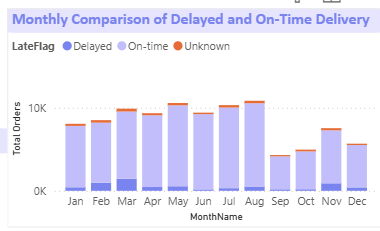 Monthly Comparison of Delayed and On-Time Delivery
LateFlag Delayed On-time Unknown
Total Orders
10K
0K
Jan Feb Mar Apr May Jun Jul Aug Sep Oct Nov Dec
MonthName